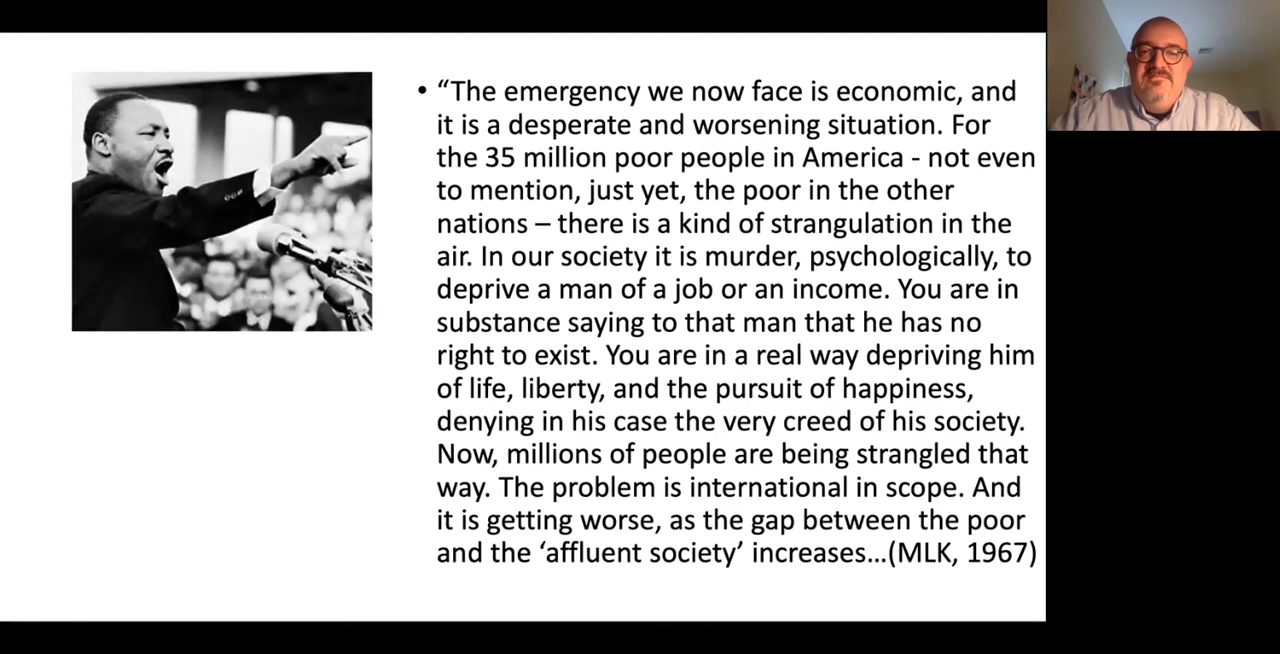 • “The emergency we now face is economic, and
it is a desperate and worsening situation. For
the 35 million poor people in America - not even
to mention, just yet, the poor in the other
nations – there is a kind of strangulation in the
air. In our society it is murder, psychologically, to
deprive a man of a job or an income. You are in
substance saying to that man that he has no
right to exist. You are in a real way depriving him
of life, liberty, and the pursuit of happiness,
denying in his case the very creed of his society.
Now, millions of people are being strangled that
way. The problem is international in scope. And
it is getting worse, as the gap between the poor
and the ‘affluent society’ increases...(MLK, 1967)